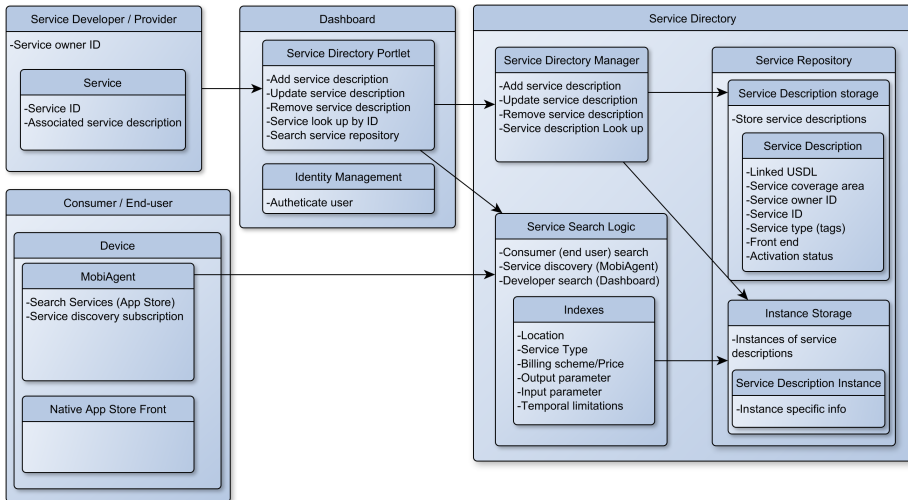 Service Developer / Provider
-Service owner ID
Service
-Service ID
-Associated service description
Consumer / End-user
Device
MobiAgent
-Search Services (App Store)
-Service discovery subscription
Native App Store Front
Dashboard
Service Directory Portlet
-Add service description
-Update service description
-Remove service description
-Service look up by ID
-Search service repository
Identity Management
-Autheticate user
Service Directory
Service Directory Manager
-Add service description
-Update service description
-Remove service description
-Service description Look up
Service Search Logic
-Consumer (end user) search
-Service discovery (MobiAgent)
-Developer search (Dashboard)
Indexes
-Location
-Service Type
-Billing scheme/Price
-Output parameter
-Input parameter
-Temporal limitations
Service Repository
Service Description storage
-Store service descriptions
Service Description
-Linked USDL
-Service coverage area
-Service owner ID
-Service ID
-Service type (tags)
-Front end
-Activation status
Instance Storage
-Instances of service
descriptions
Service Description Instance
-Instance specific info